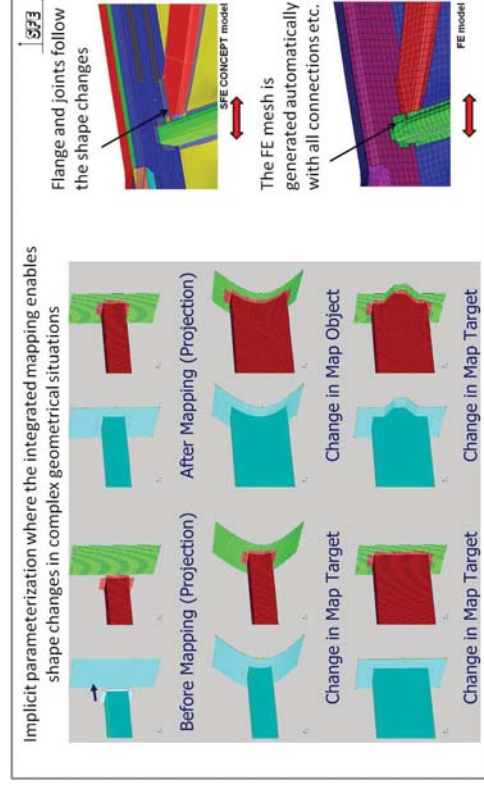 SFE
Implicit parameterization where the integrated mapping enables
shape changes in complex geometrical situations
Before Mapping (Projection)
After Mapping (Projection)
Change in Map Target
Change in Map Object
Change in Map Target
Change in Map Target
Flange and joints follow
the shape changes
SFE CONCEPT model
The FE mesh is
generated automatically
with all connections etc.
FE model